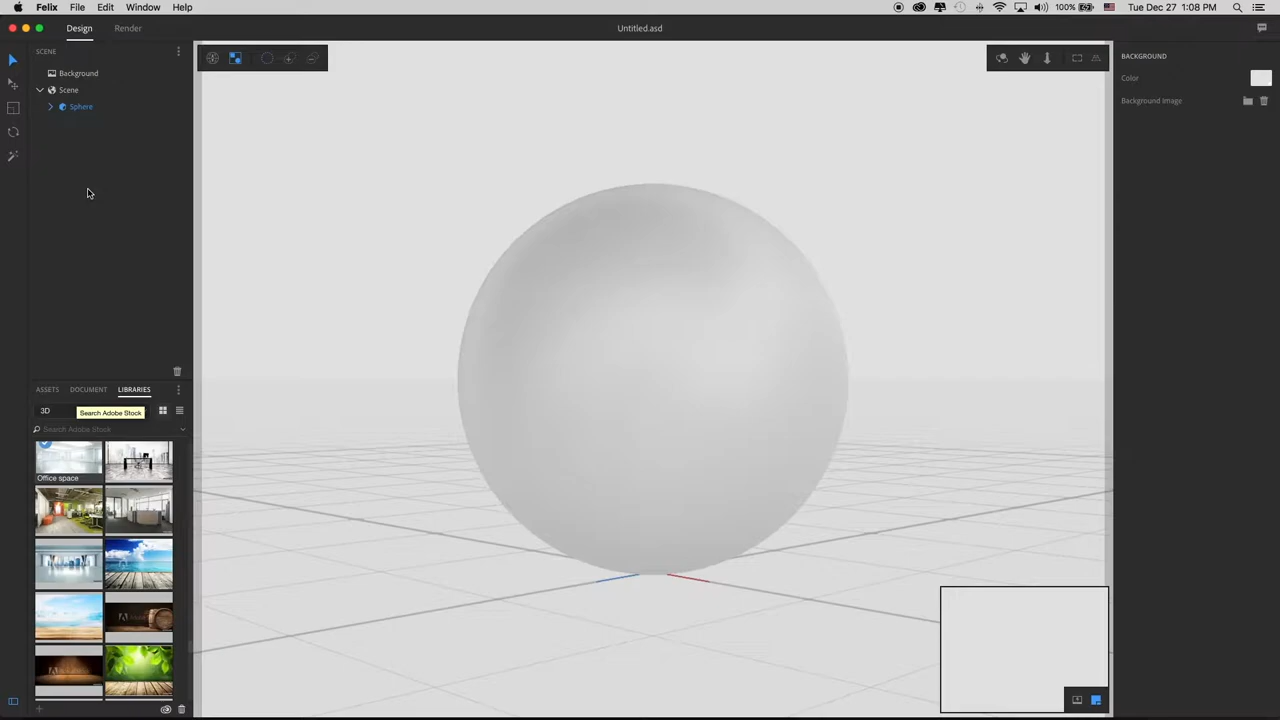 Felix File Edit Window Help 100% Tue Dec 27 1:08 PM
Design Render Untitled.asd
SCENE
Background
Scene
Sphere
BACKGROUND
Color
Background Image
ASSETS DOCUMENT LIBRARIES
3D
Search Adobe Stock
Search Adobe Stock
Office space